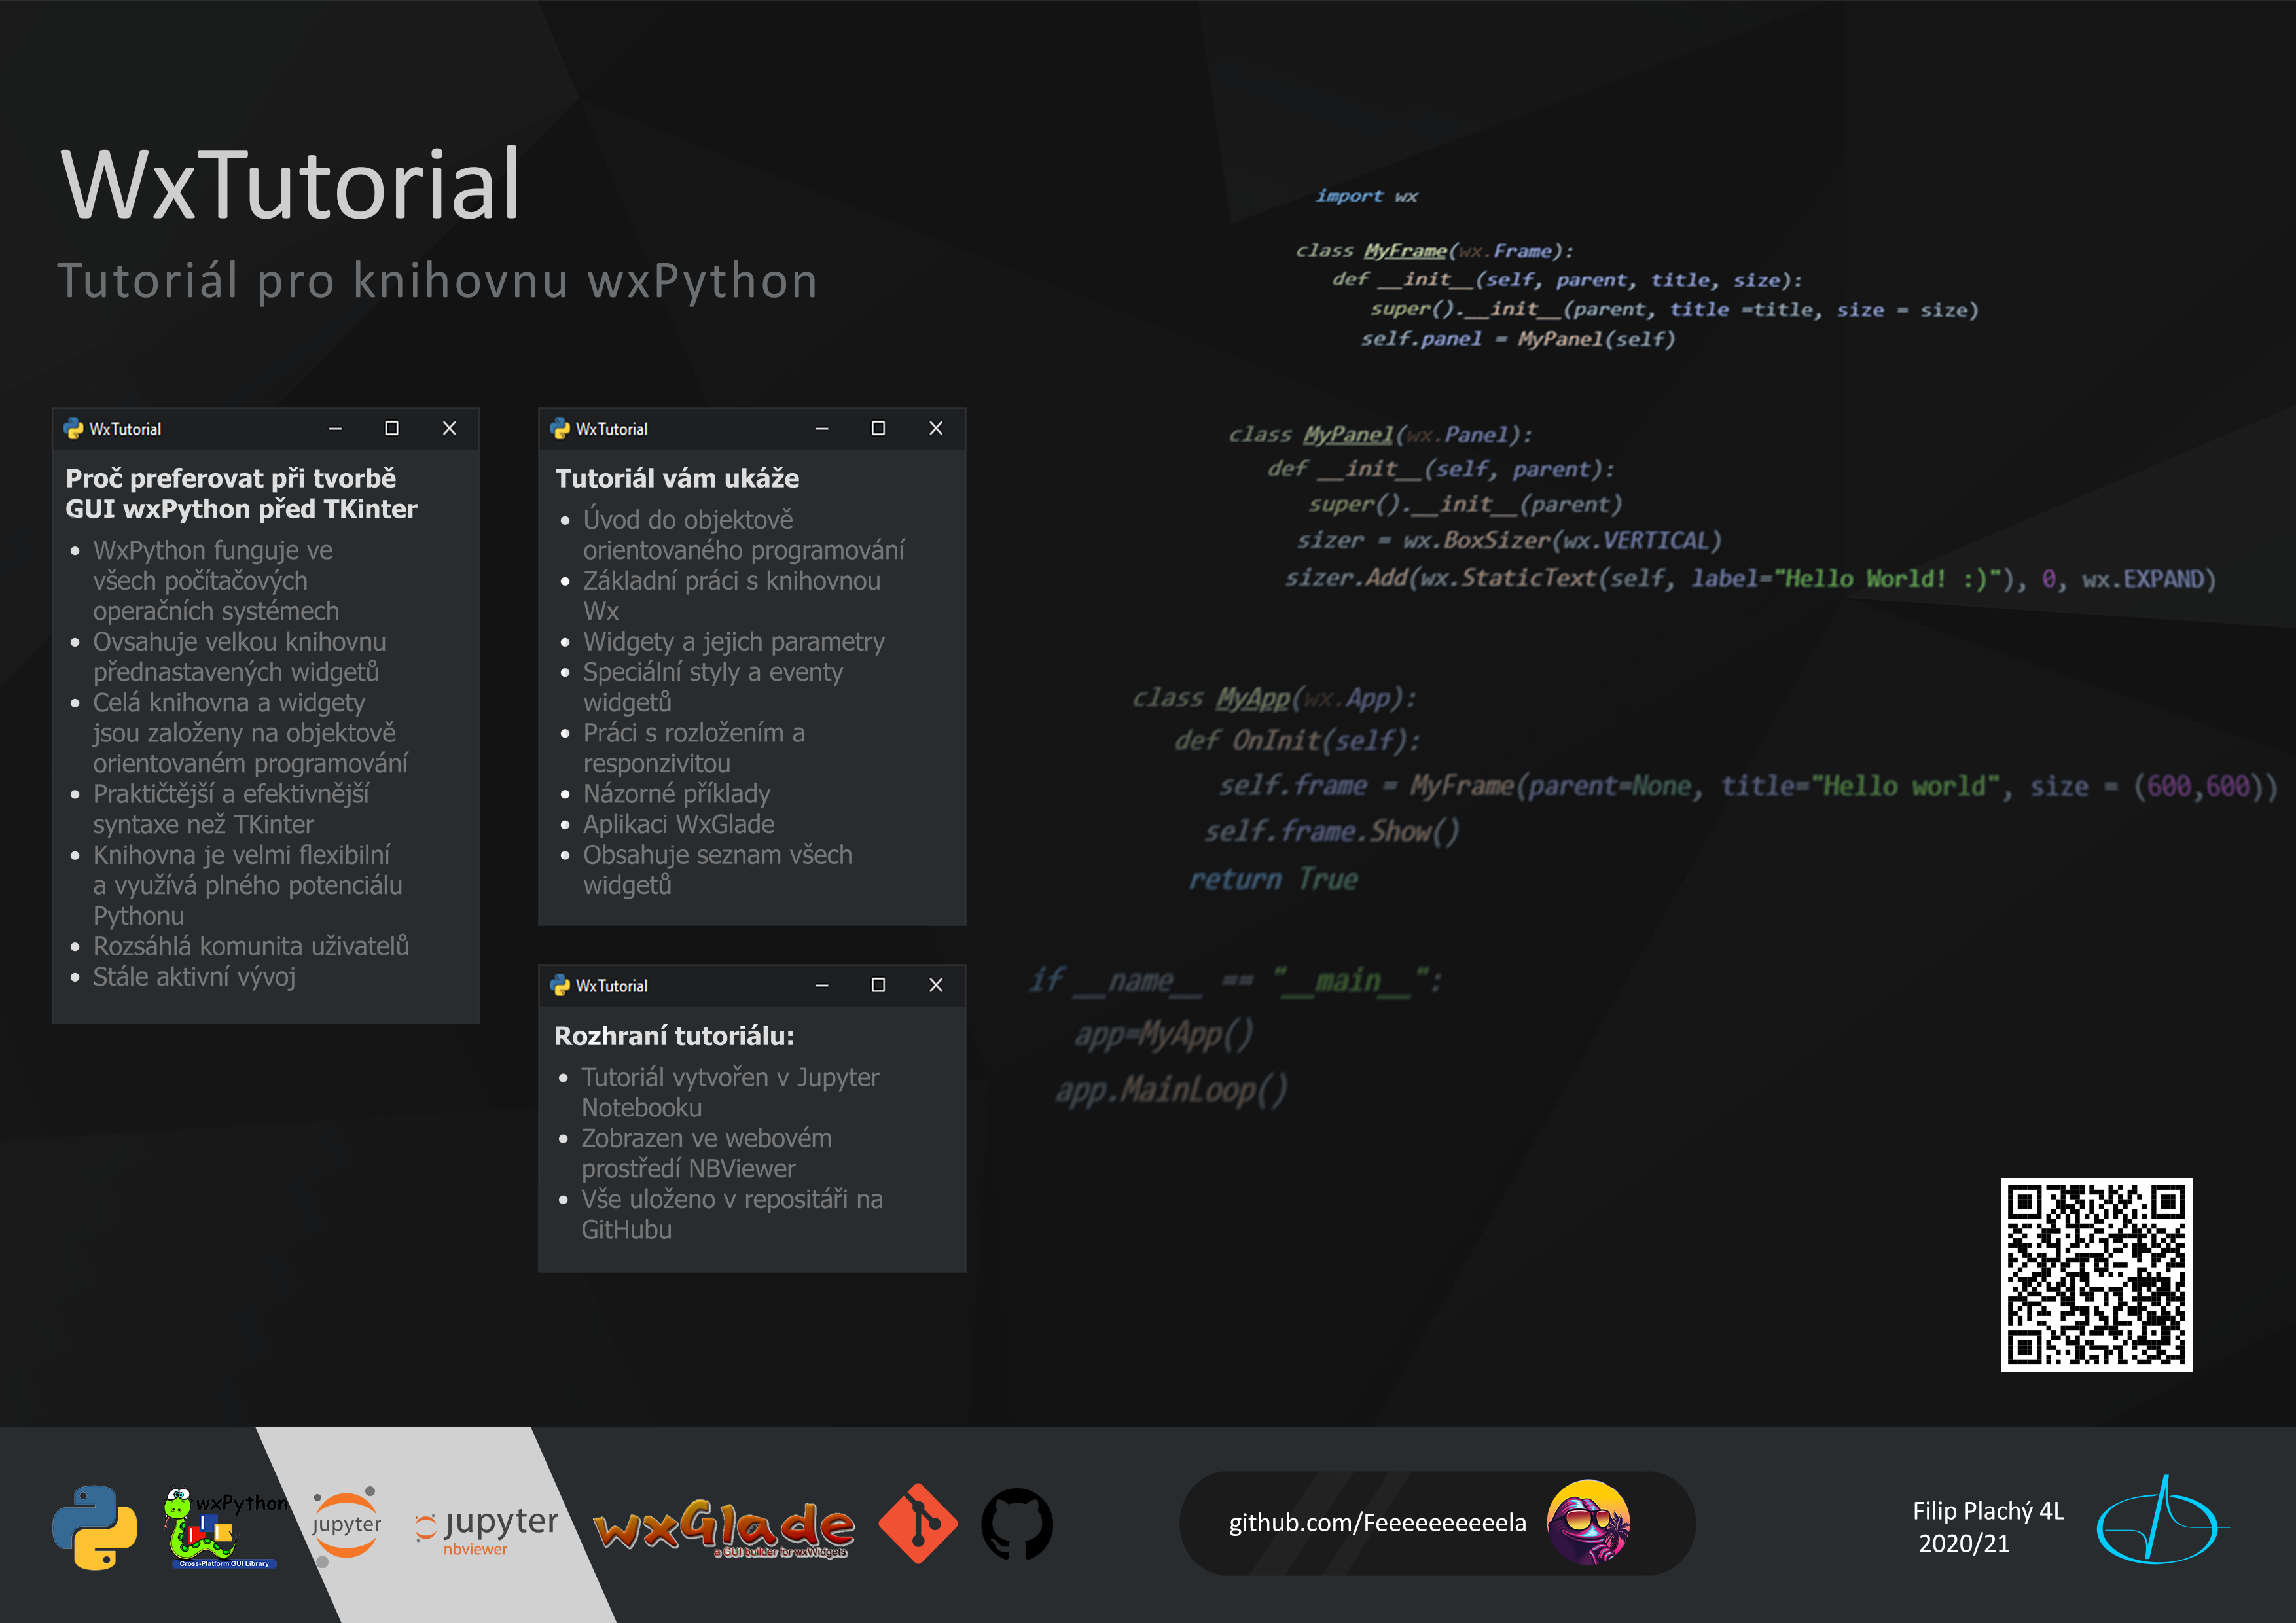 WxTutorial
Tutoriál pro knihovnu wxPython
WxTutorial
Proč preferovat při tvorbě
GUI wxPython před TKinter
WxPython funguje ve
všech počítačových
operačních systémech
Ovsahuje velkou knihovnu
přednastavených widgetů
Celá knihovna a widgety
jsou založeny na objektově
orientovaném programování
Praktičtější a efektivnější
syntaxe než TKinter
Knihovna je velmi flexibilní
a využívá plného potenciálu
Pythonu
Rozsáhlá komunita uživatelů
Stále aktivní vývoj
WxTutorial
Tutoriál vám ukáže
Úvod do objektově
orientovaného programování
Základní práci s knihovnou
Wx
Widgety a jejich parametry
Speciální styly a eventy
widgetů
Práci s rozložením a
responzivitou
Názorné příklady
Aplikaci WxGlade
Obsahuje seznam všech
widgetů
WxTutorial
Rozhraní tutoriálu:
Tutoriál vytvořen v Jupyter
Notebooku
Zobrazen ve webovém
prostředí NBViewer
Vše uloženo v repositáři na
GitHubu
import wx
class MyFrame(wx.Frame):
def __init__(self, parent, title, size):
super().__init__(parent, title =title, size = size)
self.panel = MyPanel(self)
class MyPanel(wx.Panel):
def __init__(self, parent):
super().__init__(parent)
sizer = wx.BoxSizer(wx.VERTICAL)
sizer.Add(wx.StaticText(self, label="Hello World! :)"), 0, wx.EXPAND)
class MyApp(wx.App):
def OnInit(self):
self.frame = MyFrame(parent=None, title="Hello world", size = (600,600))
self.frame.Show()
return True
if __name__ == "__main__":
app=MyApp()
app.MainLoop()
wxPython
Cross-Platform GUI Library
jupyter
jupyter
nbviewer
wxGlade
a GUI builder for wxWidgets
github.com/Feeeeeeeeeela
Filip Plachý 4L
2020/21